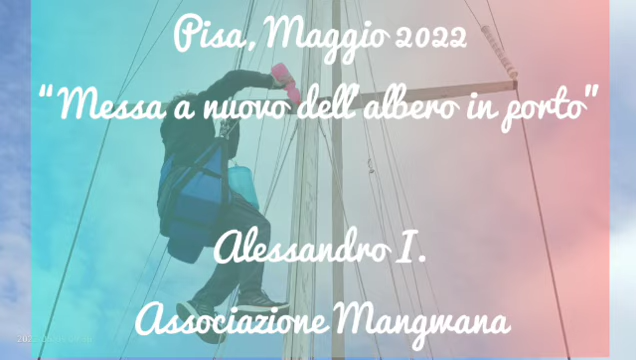 Pisa, Maggio 2022
"Messa a nuovo dell'albero in porto"
Alessandro I.
Associazione Mangwana